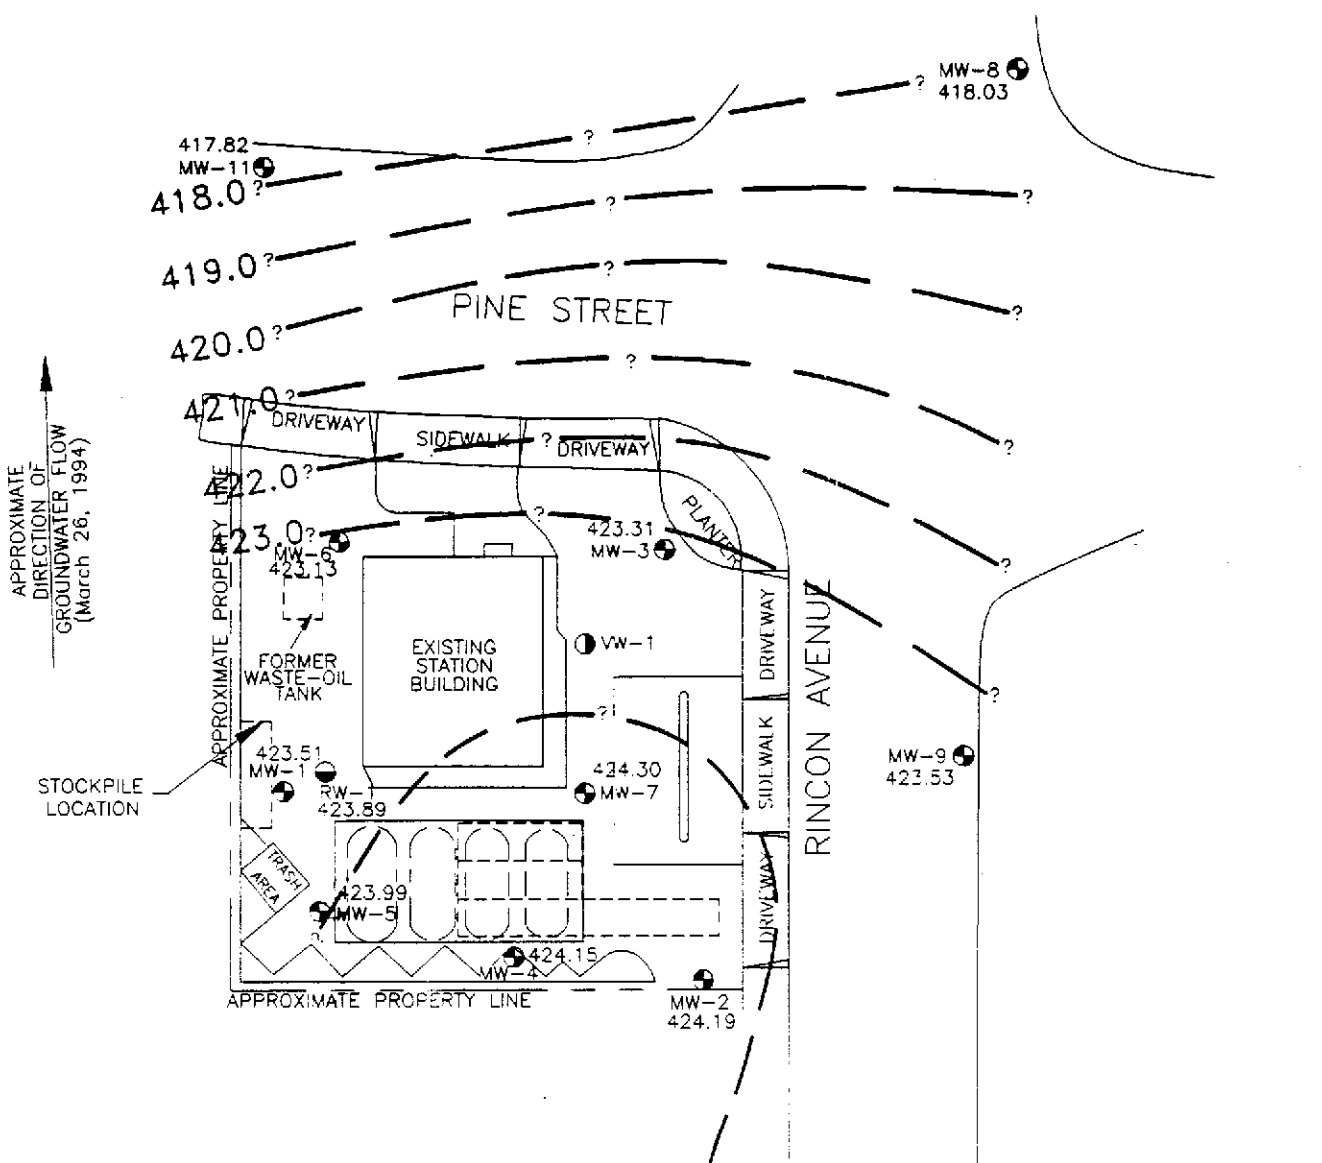 MW-8
418.03
?
?
417.82
MW-11
418.0?
?
?
419.0?
?
PINE STREET
?
420.0?
?
421.0?
DRIVEWAY
SIDEWALK
?
DRIVEWAY
?
422.0?
PLANTER
?
423.0?
?
423.31
MW-3
MW-6
423.13
APPROXIMATE
DIRECTION OF
GROUNDWATER FLOW
(March 26, 1994)
APPROXIMATE PROPERTY LINE
FORMER
WASTE-OIL
TANK
EXISTING
STATION
BUILDING
VW-1
DRIVEWAY
RINCON AVENUE
?
?
SIDEWALK
STOCKPILE
LOCATION
423.51
MW-1
RW-1
423.89
424.30
MW-7
MW-9
423.53
TRASH
AREA
423.99
MW-5
?
DRIVEWAY
424.15
MW-4
APPROXIMATE PROPERTY LINE
MW-2
424.19